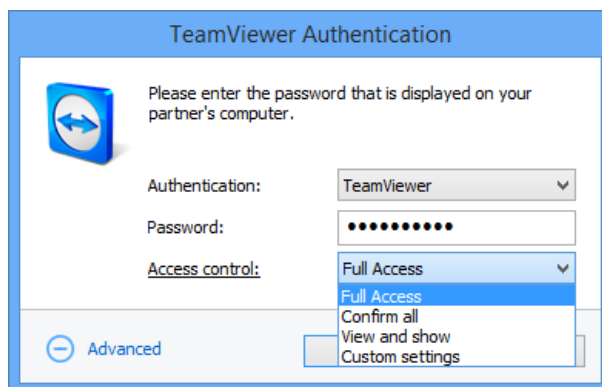 TeamViewer Authentication
Please enter the password that is displayed on your
partner's computer.
Authentication: TeamViewer
Password: ●●●●●●●●●●
Access control: Full Access
Full Access
Confirm all
View and show
Custom settings
Advanced